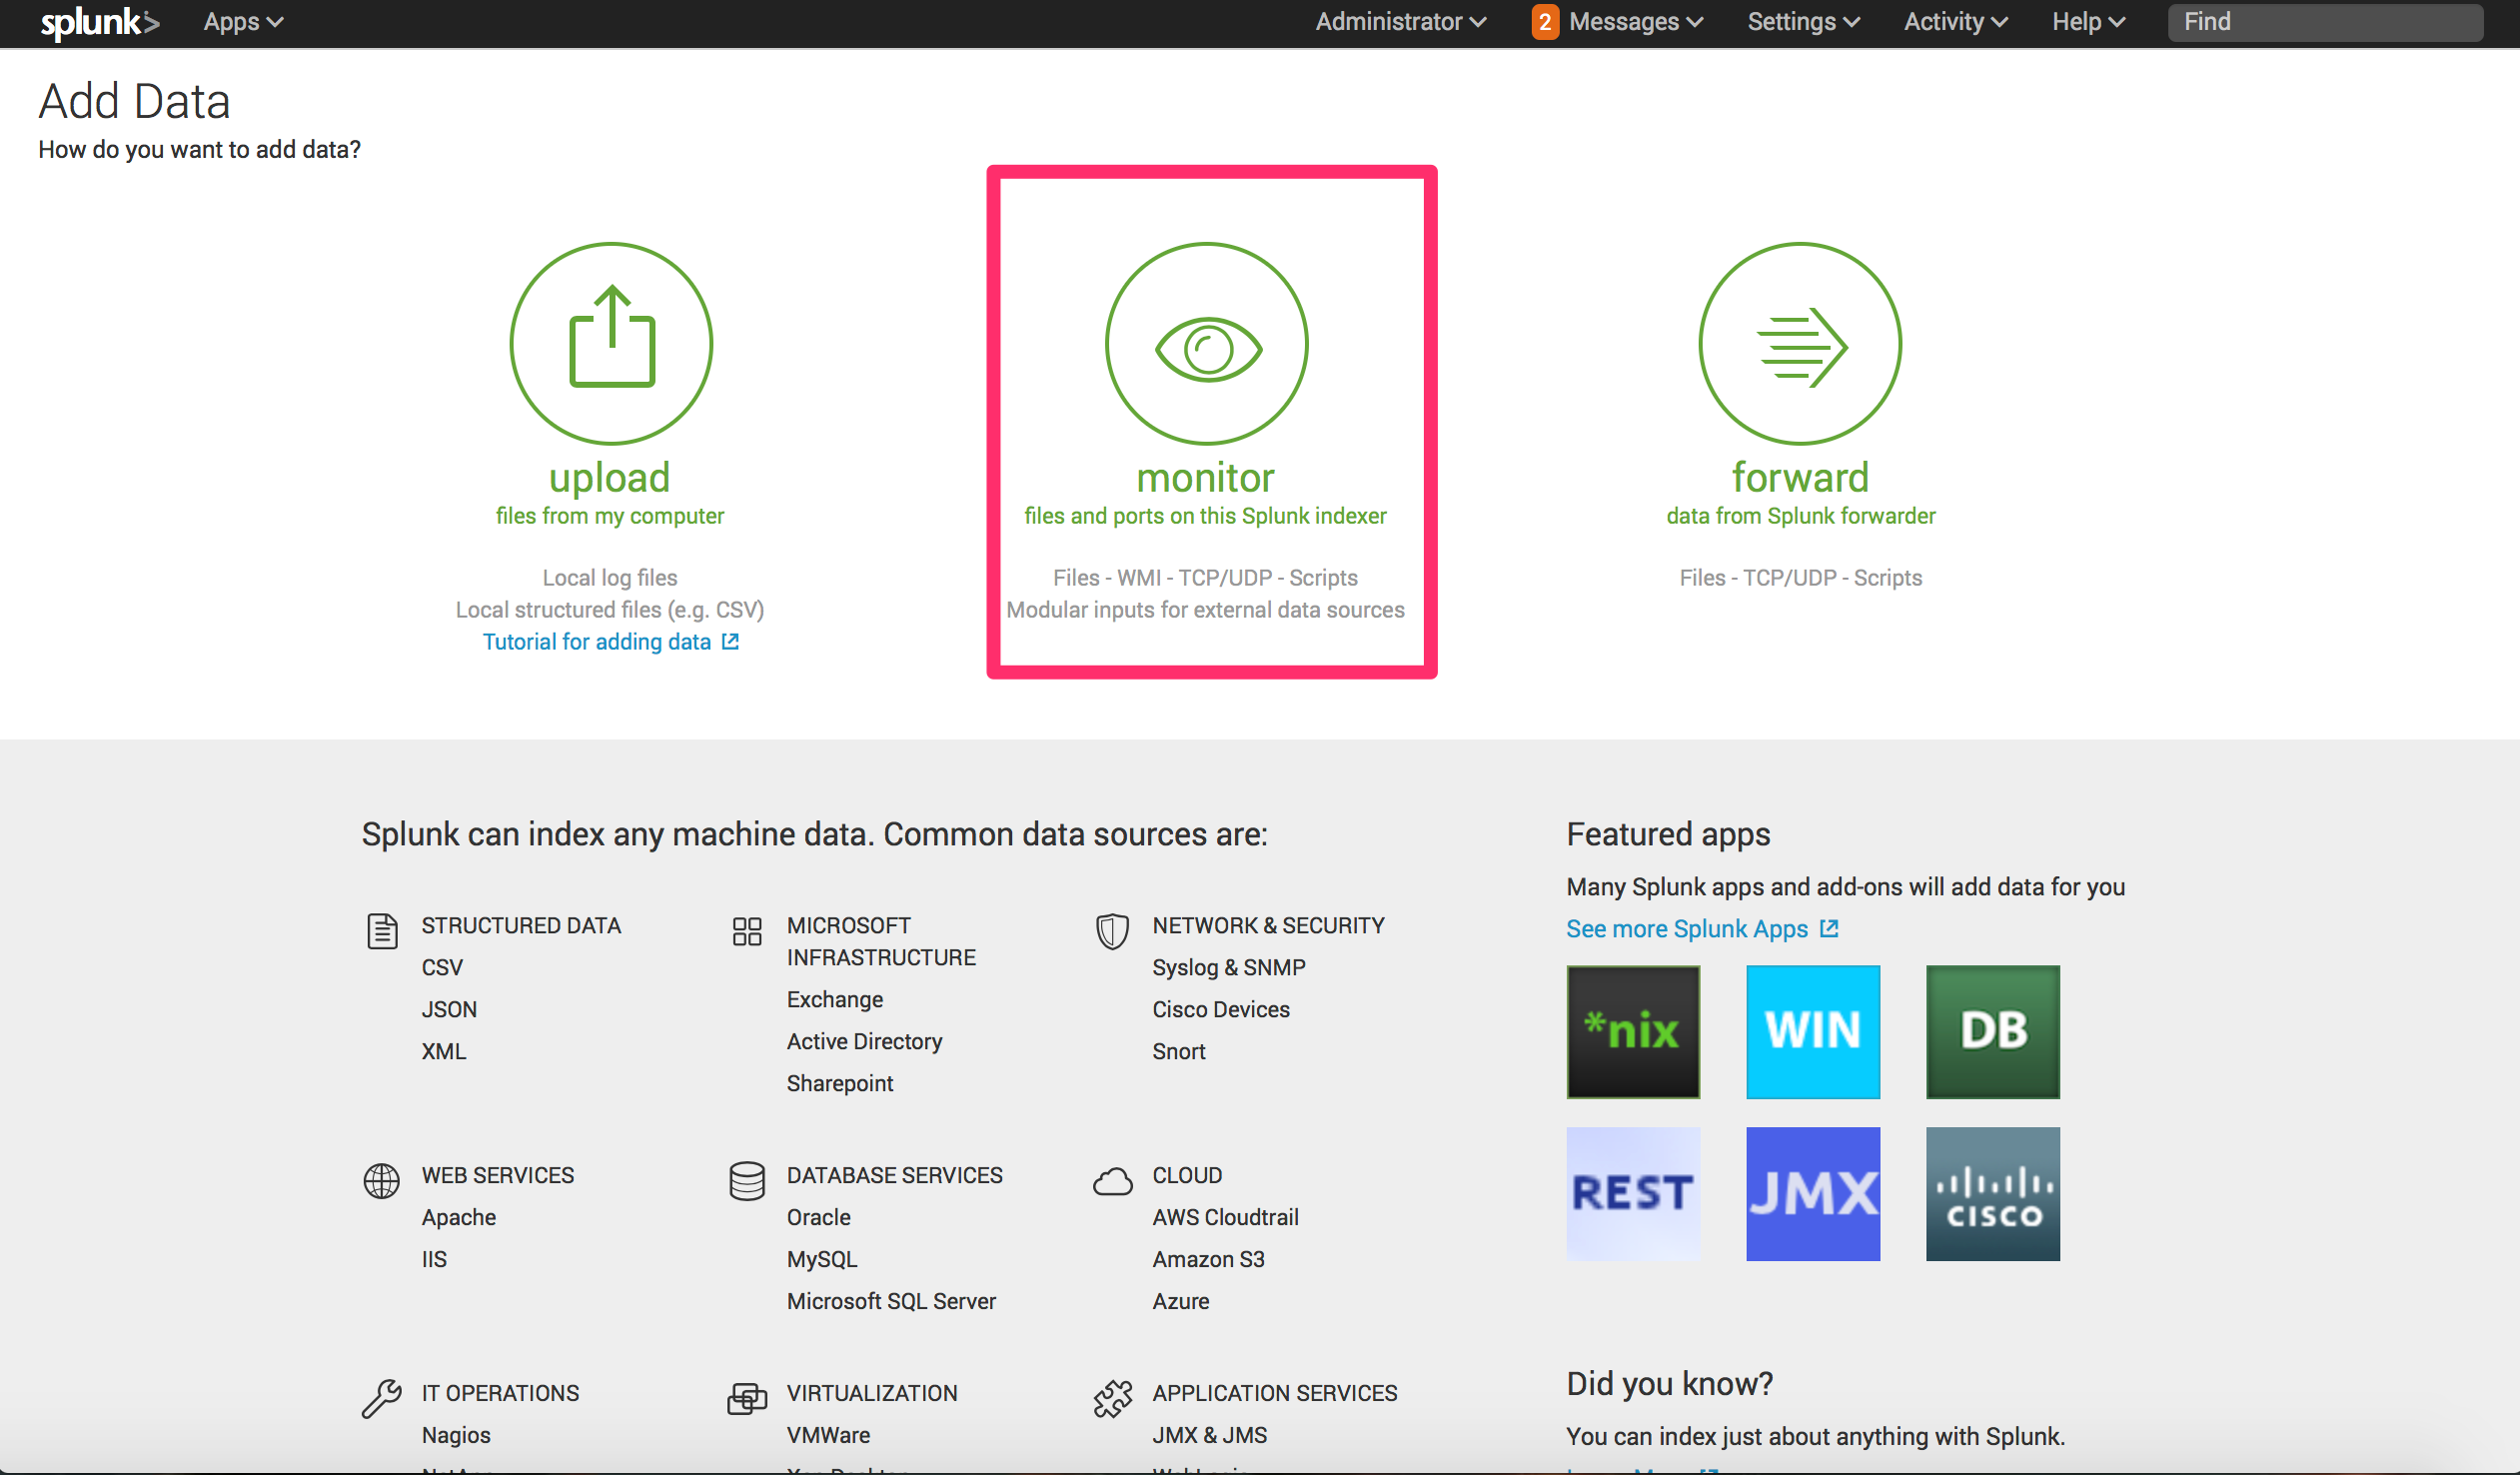 splunk>
Apps
Administrator
2 Messages
Settings
Activity
Help
Find
Add Data
How do you want to add data?
upload
files from my computer
Local log files
Local structured files (e.g. CSV)
Tutorial for adding data
monitor
files and ports on this Splunk indexer
Files - WMI - TCP/UDP - Scripts
Modular inputs for external data sources
forward
data from Splunk forwarder
Files - TCP/UDP - Scripts
Splunk can index any machine data. Common data sources are:
STRUCTURED DATA
CSV
JSON
XML
MICROSOFT
INFRASTRUCTURE
Exchange
Active Directory
Sharepoint
NETWORK & SECURITY
Syslog & SNMP
Cisco Devices
Snort
WEB SERVICES
Apache
IIS
DATABASE SERVICES
Oracle
MySQL
Microsoft SQL Server
CLOUD
AWS Cloudtrail
Amazon S3
Azure
IT OPERATIONS
Nagios
VIRTUALIZATION
VMWare
APPLICATION SERVICES
JMX & JMS
Featured apps
Many Splunk apps and add-ons will add data for you
See more Splunk Apps
*nix
WIN
DB
REST
JMX
CISCO
Did you know?
You can index just about anything with Splunk.